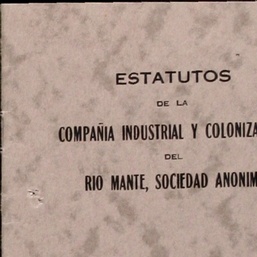 ESTATUTOS
DE LA
COMPAÑIA INDUSTRIAL Y COLONIZA
DEL
RIO MANTE, SOCIEDAD ANONIM